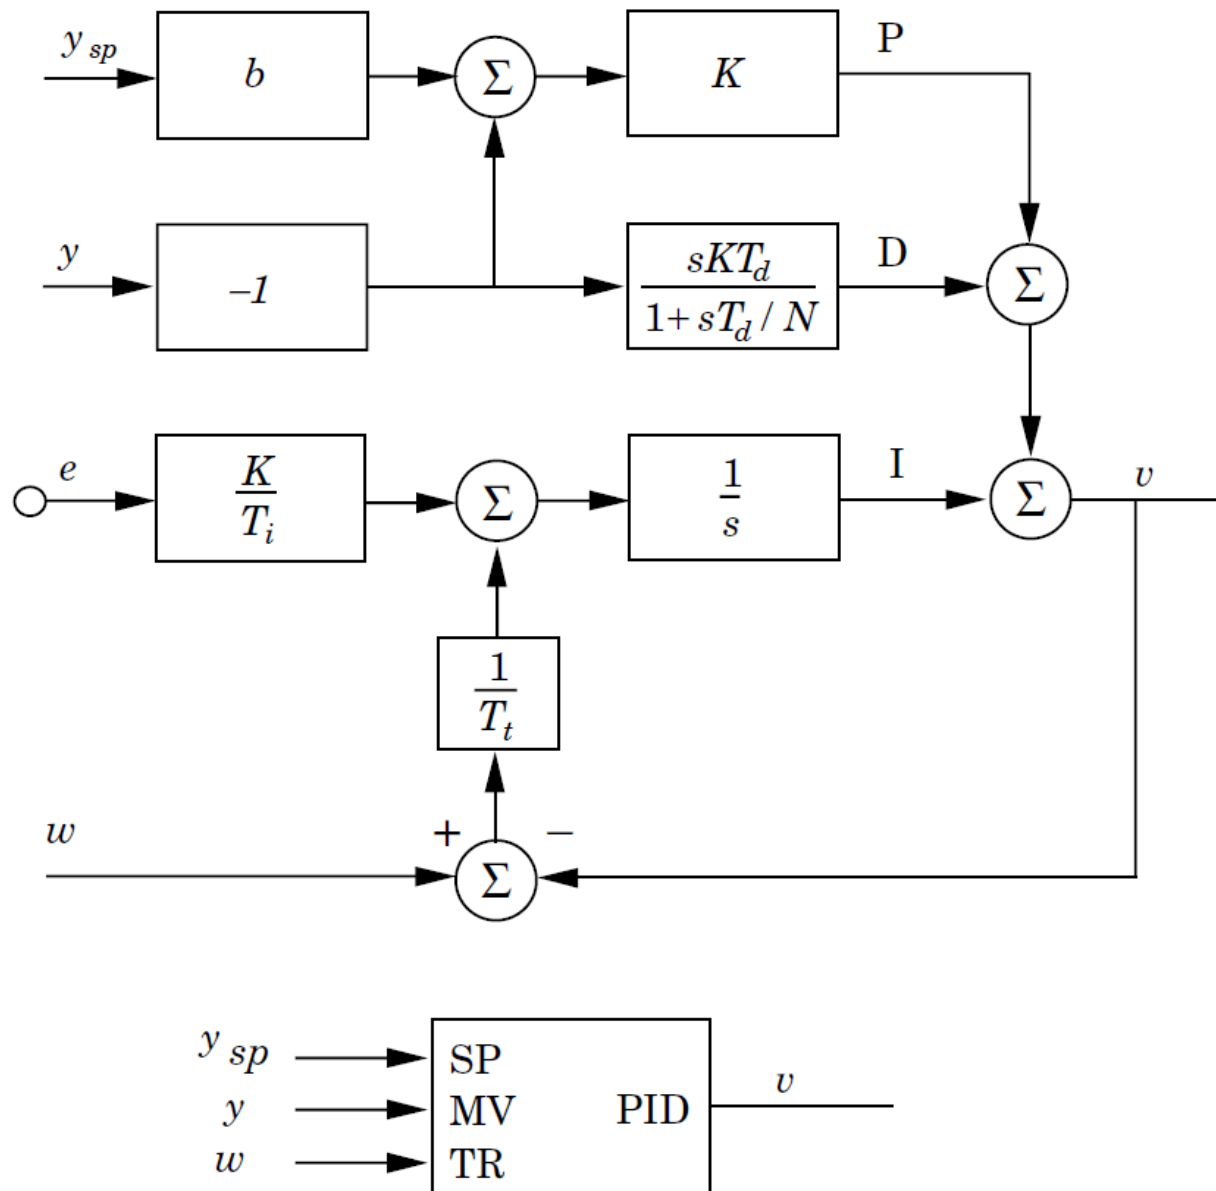 y_sp b Σ K P
y −1 sKT_d / 1+sT_d/N D Σ
e K/T_i Σ 1/s I Σ v
1/T_t
w + − Σ
y_sp SP
y MV PID v
w TR